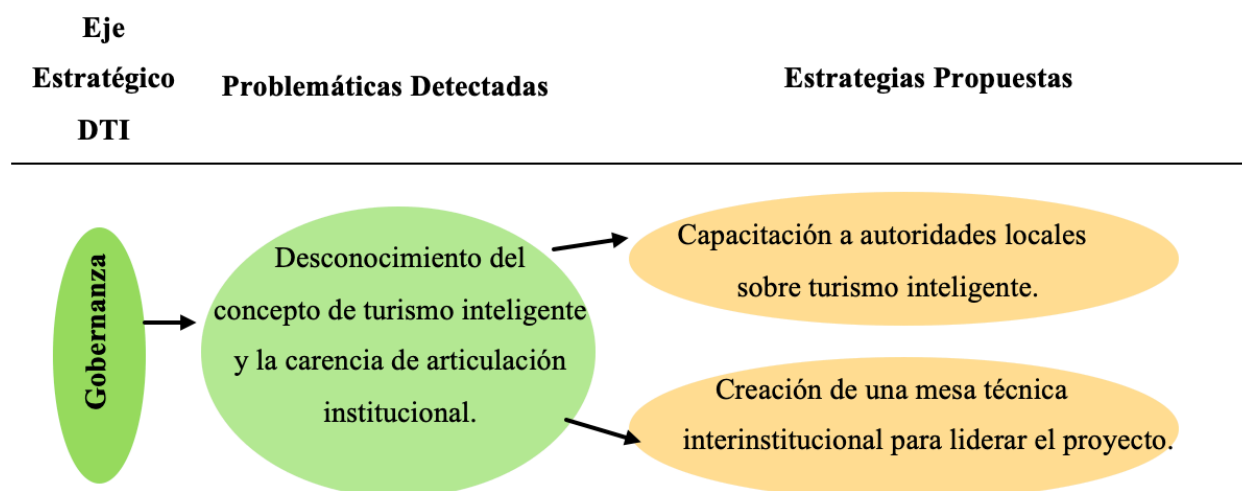 Eje
Estratégico
DTI
Problemáticas Detectadas
Estrategias Propuestas
Gobernanza
Desconocimiento del
concepto de turismo inteligente
y la carencia de articulación
institucional.
Capacitación a autoridades locales
sobre turismo inteligente.
Creación de una mesa técnica
interinstitucional para liderar el proyecto.